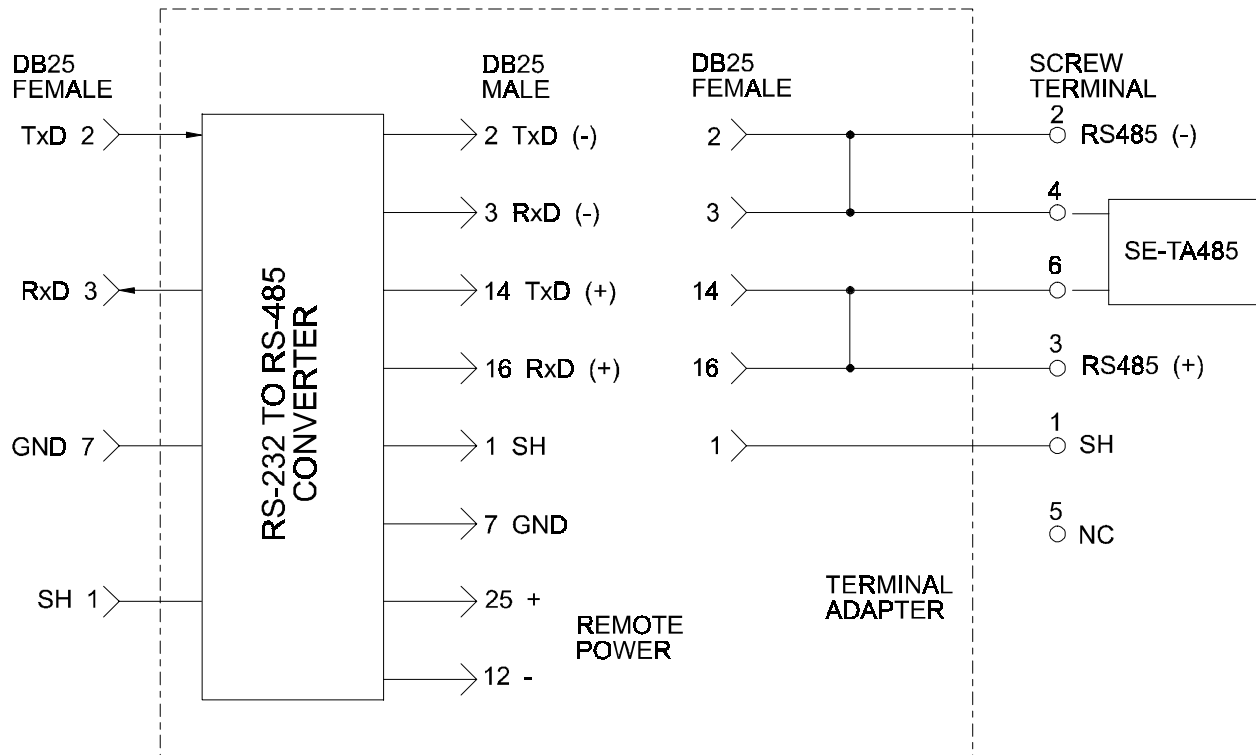 DB25
FEMALE
TxD 2
RxD 3
GND 7
SH 1
RS-232 TO RS-485
CONVERTER
DB25
MALE
2 TxD (-)
3 RxD (-)
14 TxD (+)
16 RxD (+)
1 SH
7 GND
25 +
12 -
REMOTE
POWER
DB25
FEMALE
2
3
14
16
1
TERMINAL
ADAPTER
SCREW
TERMINAL
2
RS485 (-)
4
6
3
RS485 (+)
1
SH
5
NC
SE-TA485